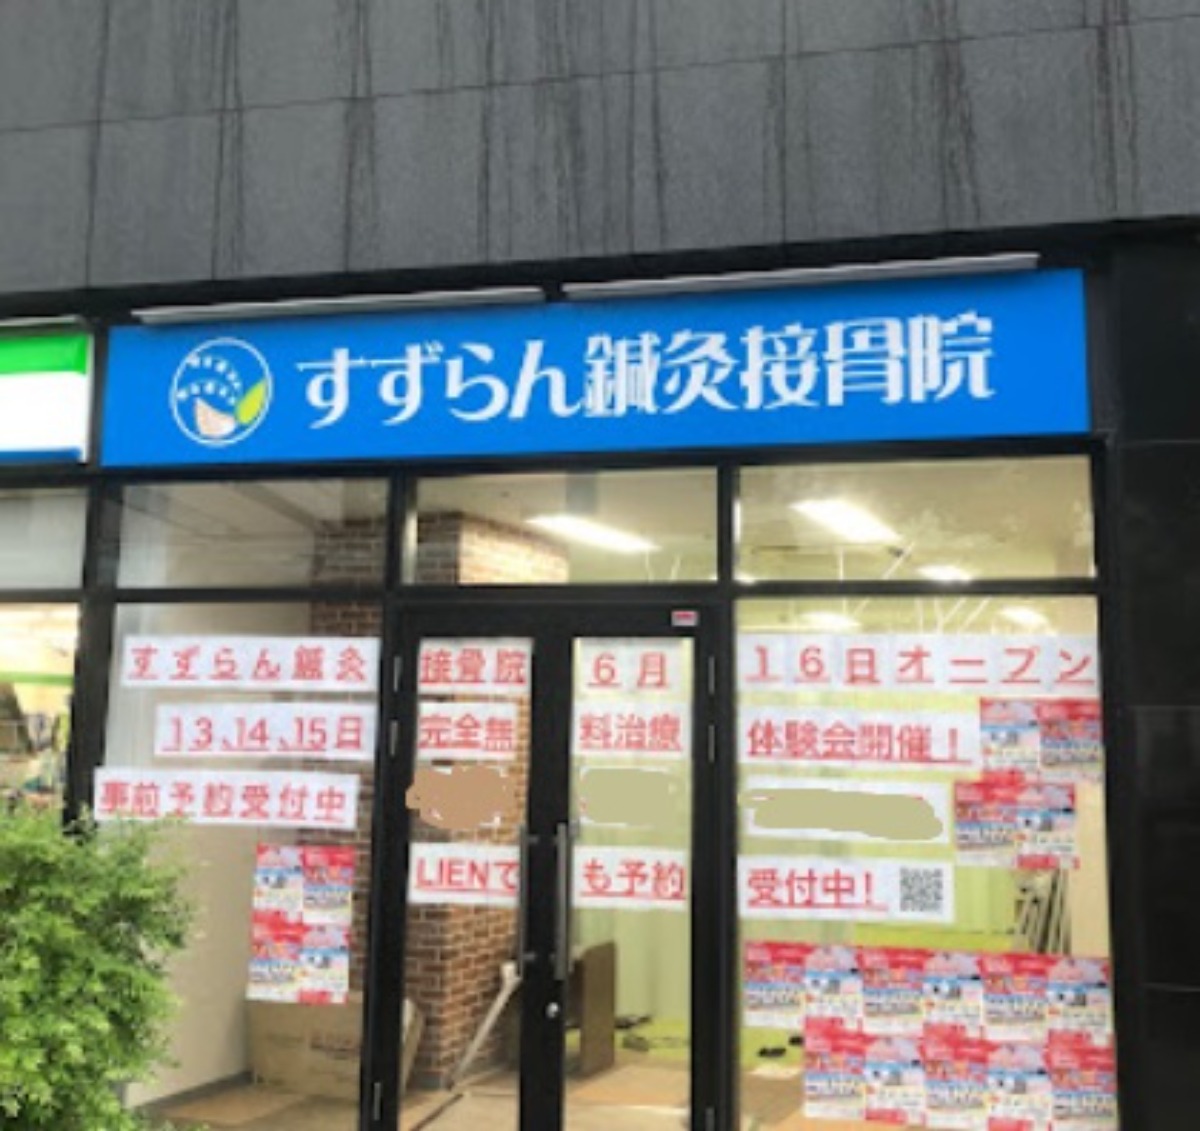 すずらん鍼灸接骨院
すずらん鍼灸接骨院6月16日オープン
13、14、15日完全無料治療体験会開催！
事前予約受付中
LIENでも予約受付中！